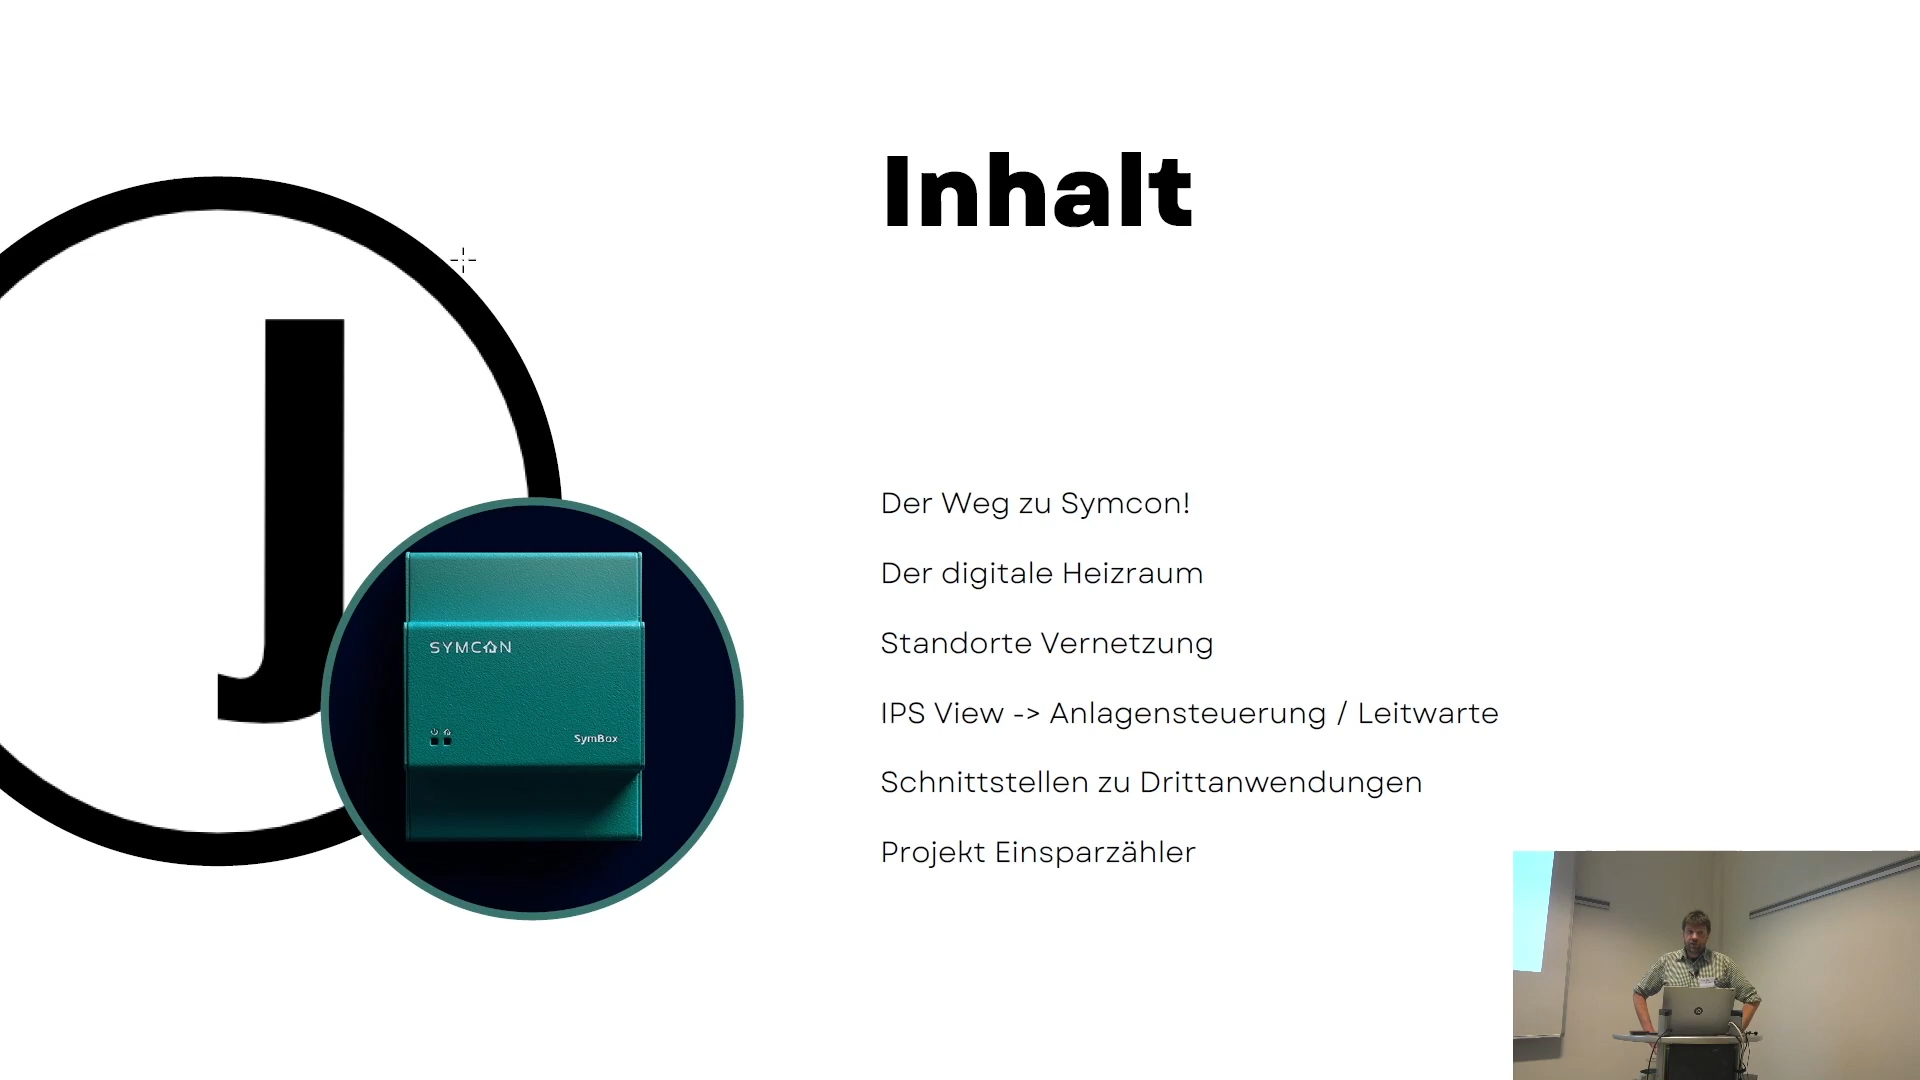 Inhalt
J
SYMCON
SymBox
Der Weg zu Symcon!
Der digitale Heizraum
Standorte Vernetzung
IPS View -> Anlagensteuerung / Leitwarte
Schnittstellen zu Drittanwendungen
Projekt Einsparzähler